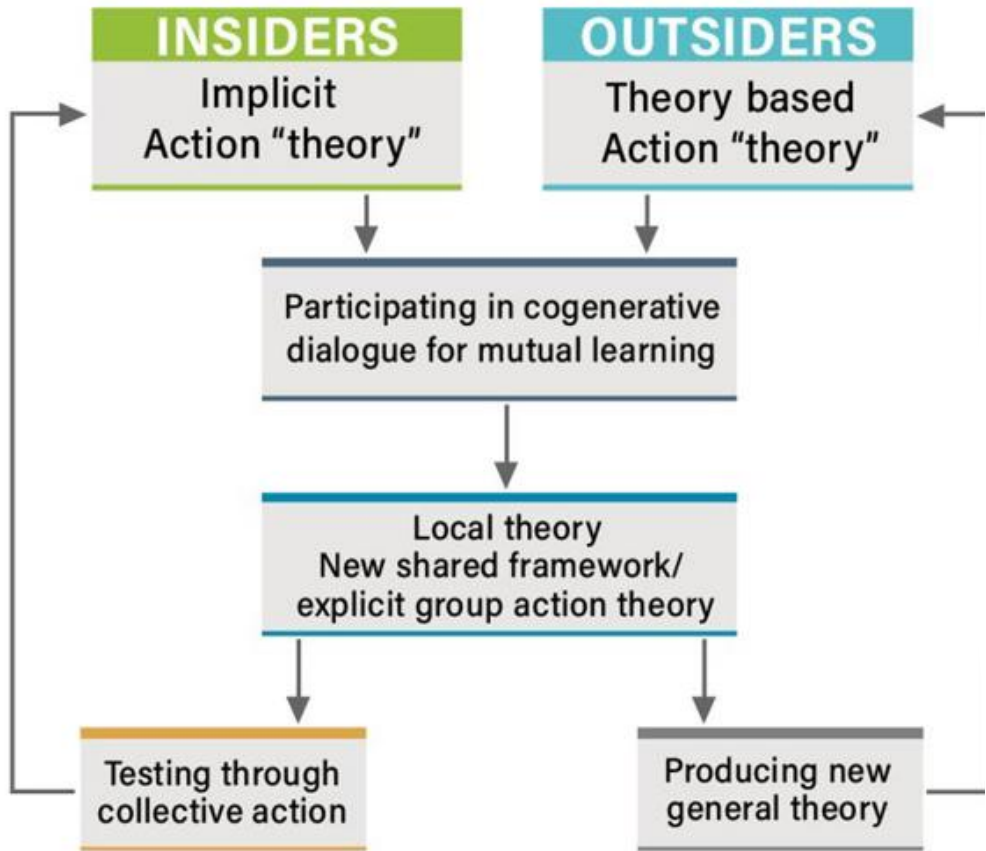 INSIDERS
Implicit
Action “theory”
OUTSIDERS
Theory based
Action “theory”
Participating in cogenerative
dialogue for mutual learning
Local theory
New shared framework/
explicit group action theory
Testing through
collective action
Producing new
general theory